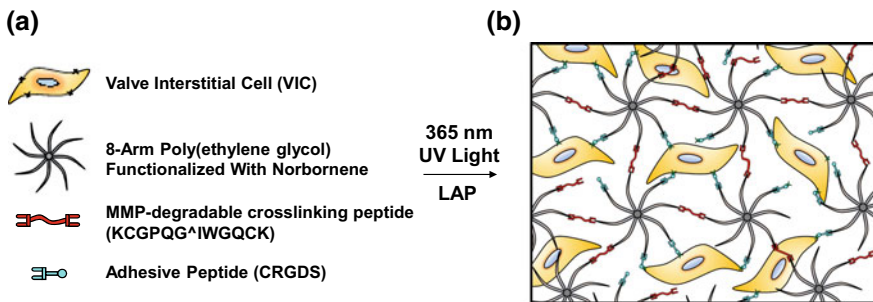 (a)
Valve Interstitial Cell (VIC)
8-Arm Poly(ethylene glycol)
Functionalized With Norbornene
MMP-degradable crosslinking peptide
(KCGPQG^IWGQCK)
Adhesive Peptide (CRGDS)
365 nm
UV Light
LAP
(b)